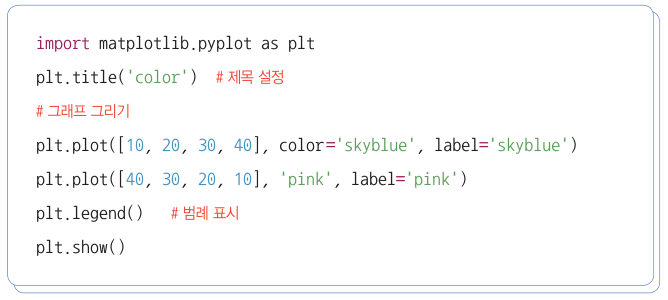 import matplotlib.pyplot as plt
plt.title('color')  # 제목 설정
# 그래프 그리기
plt.plot([10, 20, 30, 40], color='skyblue', label='skyblue')
plt.plot([40, 30, 20, 10], 'pink', label='pink')
plt.legend()   # 범례 표시
plt.show()